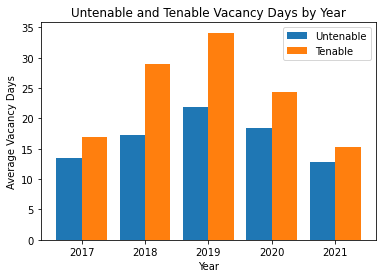 Untenable and Tenable Vacancy Days by Year
Untenable
Tenable
Average Vacancy Days
35
30
25
20
15
10
5
0
2017 2018 2019 2020 2021
Year